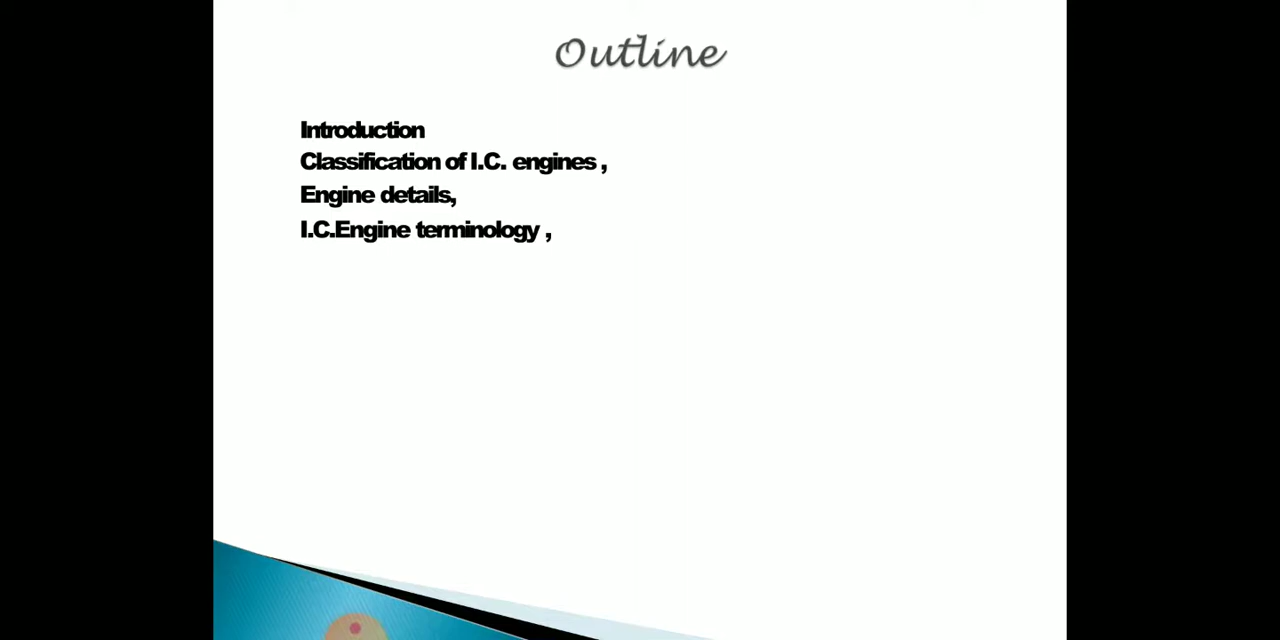 Outline
Introduction
Classification of I.C. engines ,
Engine details,
I.C.Engine terminology ,